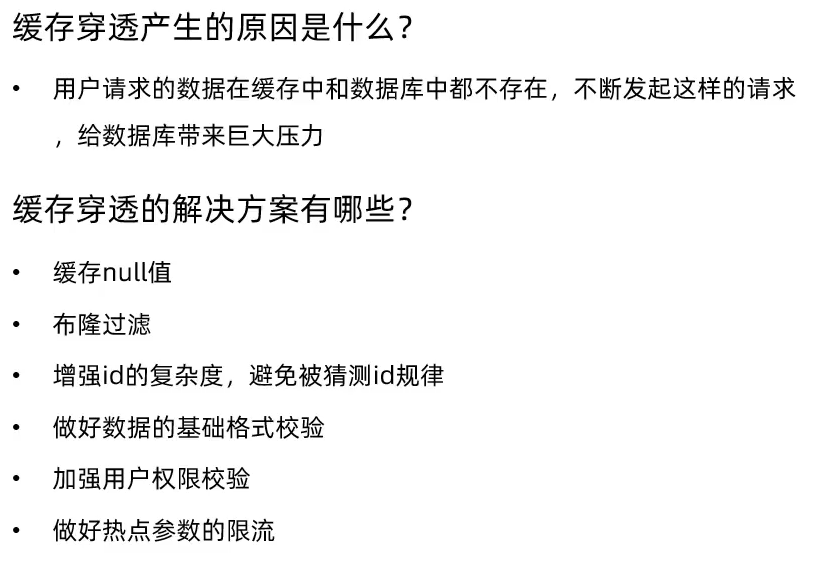 缓存穿透产生的原因是什么？
• 用户请求的数据在缓存中和数据库中都不存在，不断发起这样的请求
，给数据库带来巨大压力
缓存穿透的解决方案有哪些？
• 缓存null值
• 布隆过滤
• 增强id的复杂度，避免被猜测id规律
• 做好数据的基础格式校验
• 加强用户权限校验
• 做好热点参数的限流